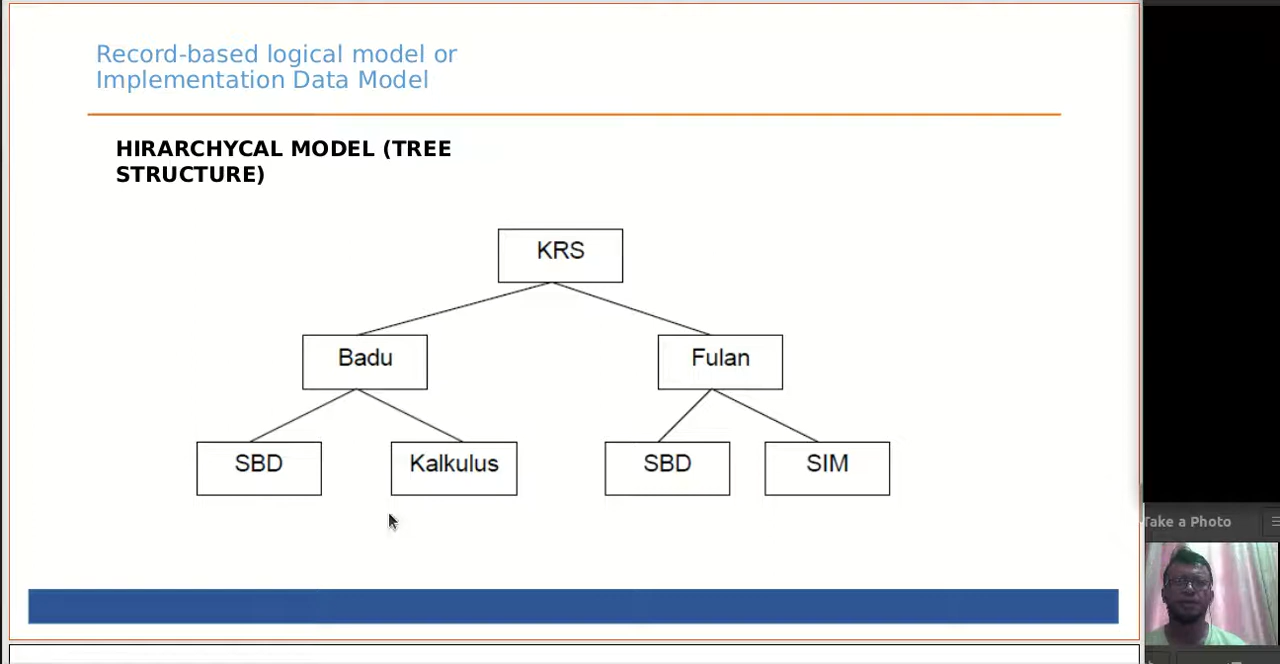 Record-based logical model or
Implementation Data Model
HIRARCHYCAL MODEL (TREE
STRUCTURE)
KRS
Badu
Fulan
SBD
Kalkulus
SBD
SIM
Take a Photo